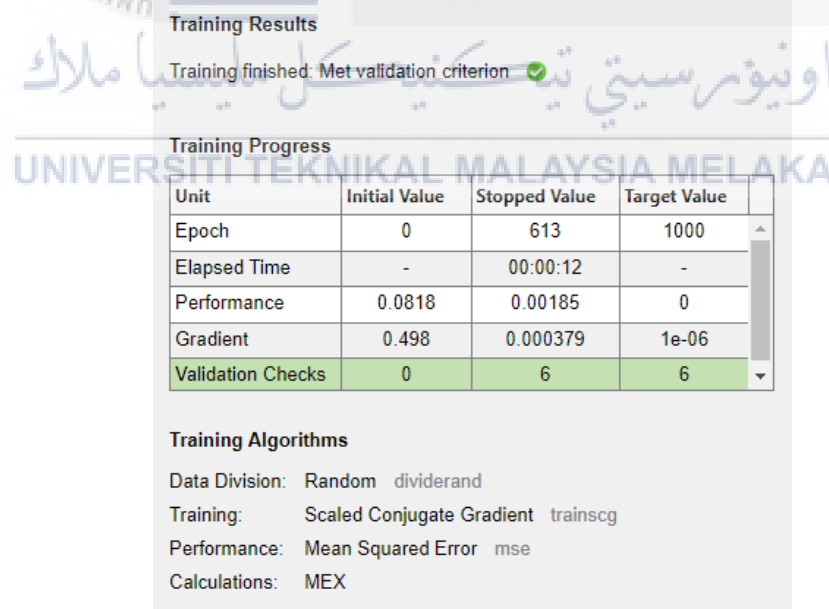 Training Results
اونيۏرسيتي تيكنيكل مليسيا ملاك
Training finished: Met validation criterion
Training Progress
UNIVERSITI TEKNIKAL MALAYSIA MELAKA
Unit Initial Value Stopped Value Target Value
Epoch 0 613 1000
Elapsed Time - 00:00:12 -
Performance 0.0818 0.00185 0
Gradient 0.498 0.000379 1e-06
Validation Checks 0 6 6
Training Algorithms
Data Division: Random dividerand
Training: Scaled Conjugate Gradient trainscg
Performance: Mean Squared Error mse
Calculations: MEX